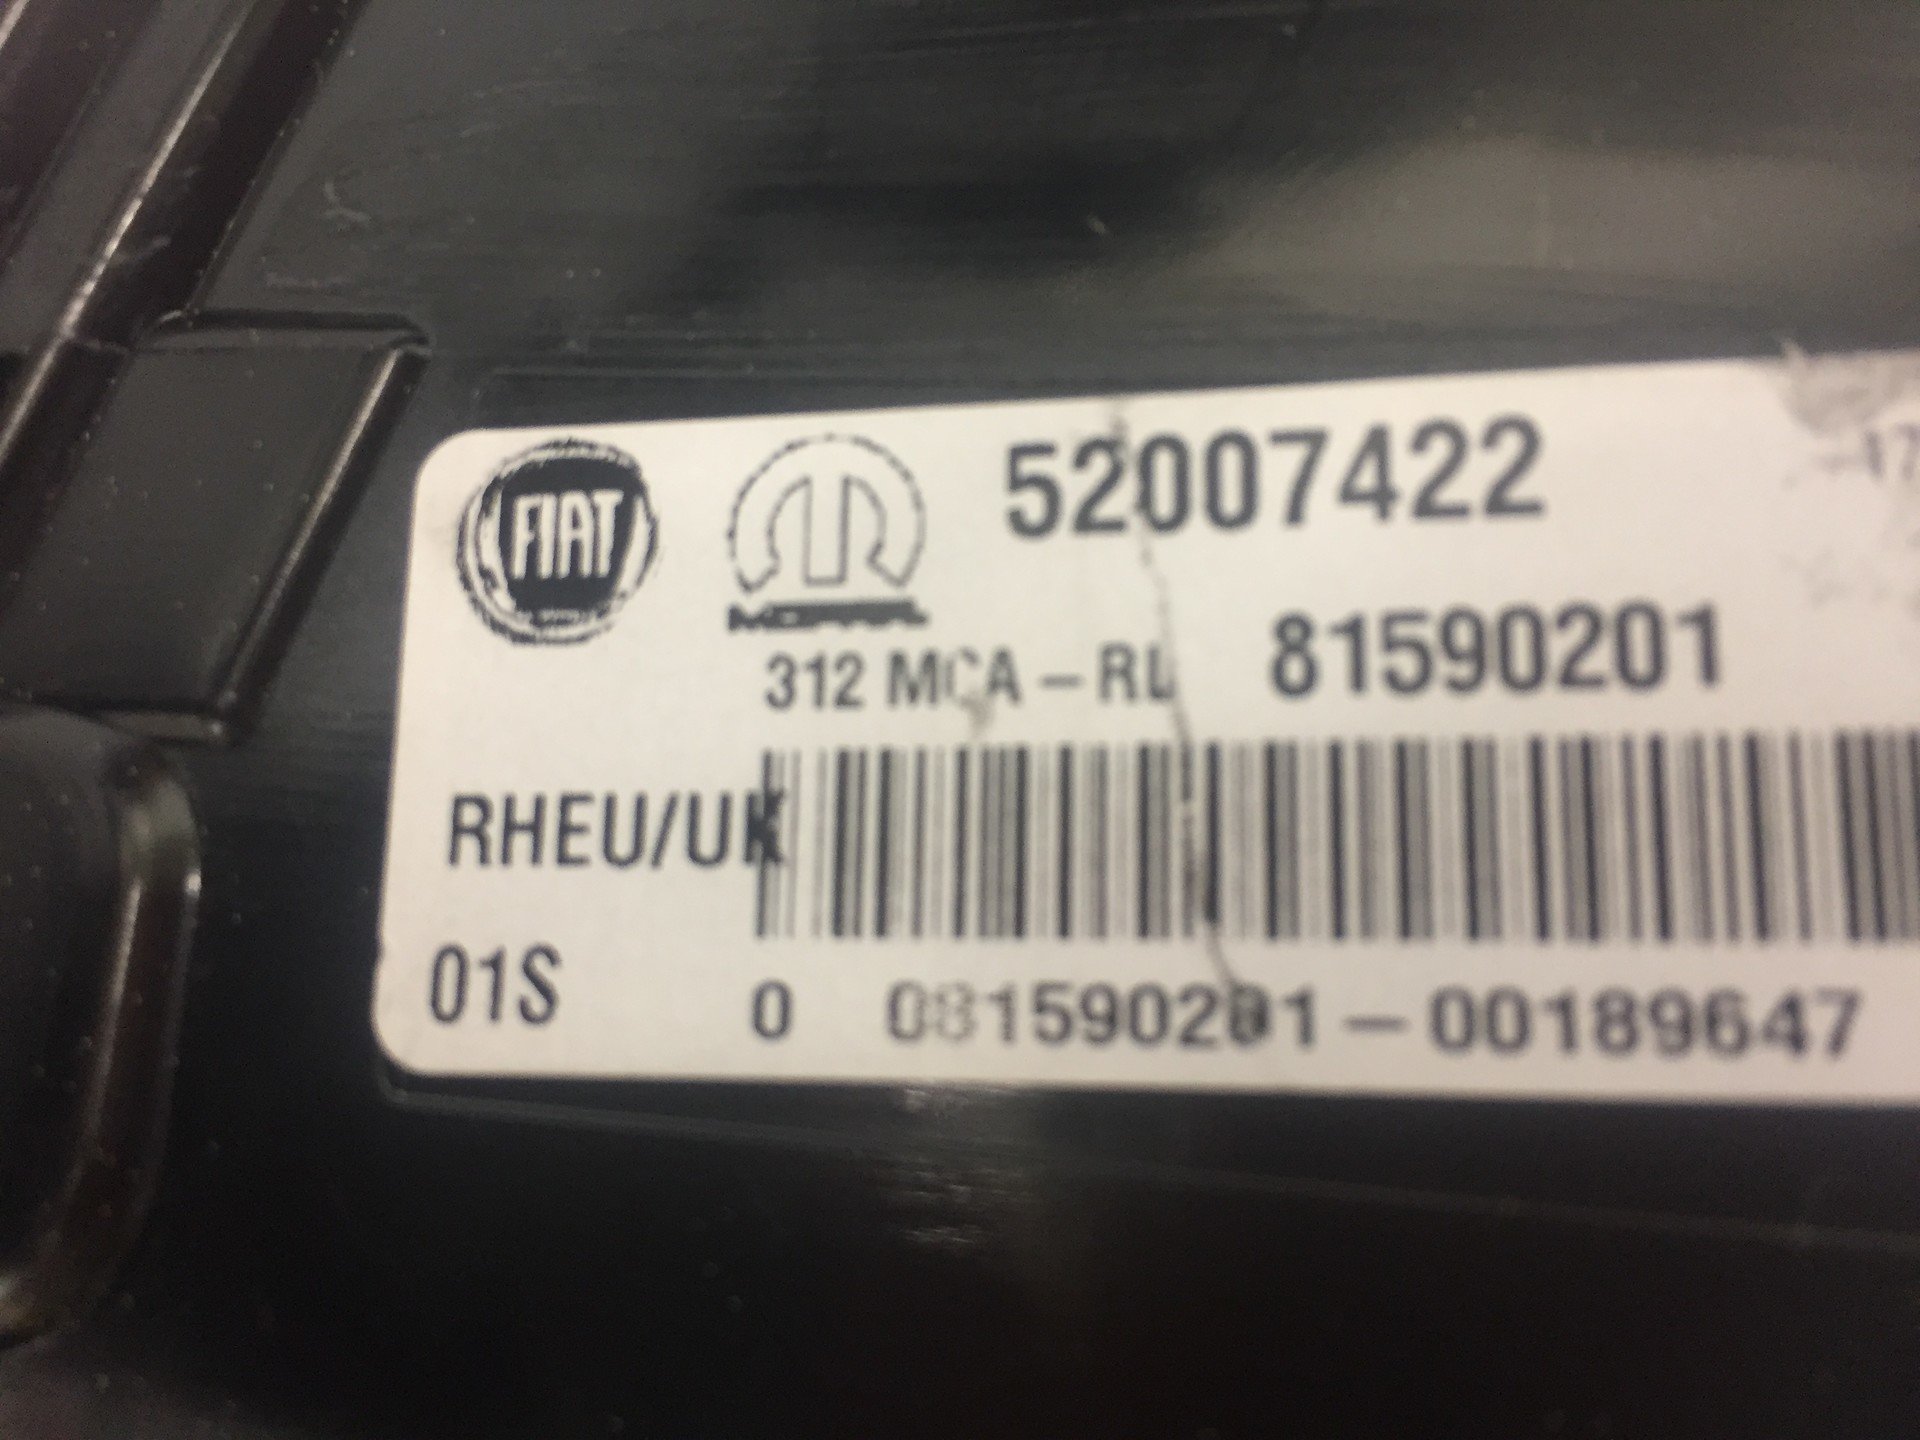 FIAT
MOPAR
52007422
312 MCA-RL 81590201
RHEU/UK
01S
0 081590201-00189647